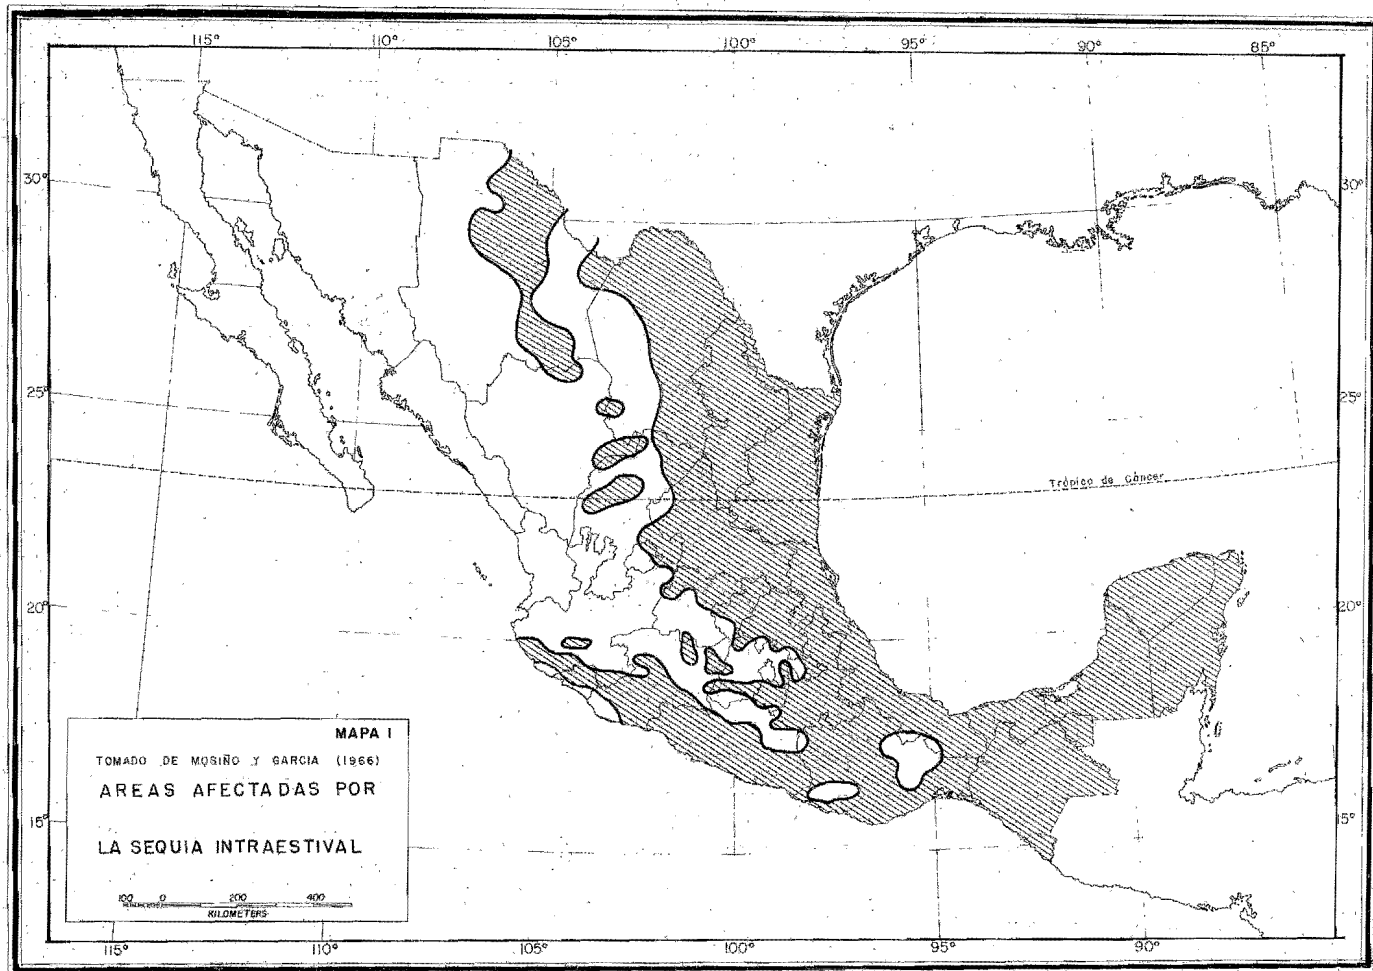 115° 110° 105° 100° 95° 90° 85°
30° 30°
25° 25°
Trópico de Cáncer
20° 20°
MAPA I
TOMADO DE MOSIÑO Y GARCIA (1966)
AREAS AFECTADAS POR
15° 15°
LA SEQUIA INTRAESTIVAL
100 0 200 400
KILOMETERS
115° 110° 105° 100° 95° 90°